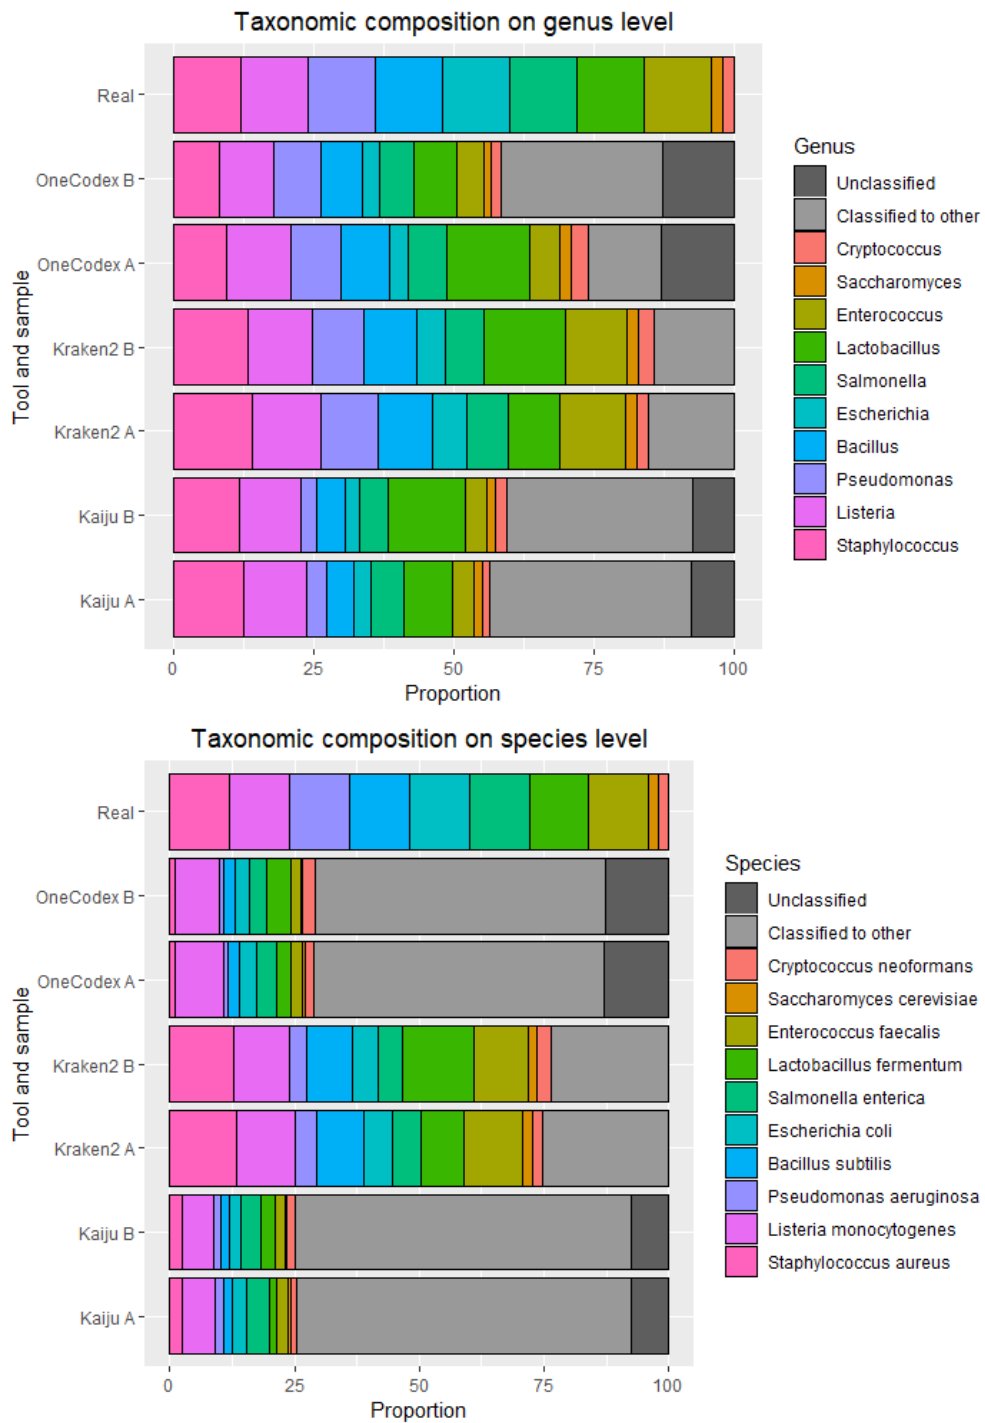 Taxonomic composition on genus level
Tool and sample
Real
OneCodex B
OneCodex A
Kraken2 B
Kraken2 A
Kaiju B
Kaiju A
0 25 50 75 100
Proportion
Genus
Unclassified
Classified to other
Cryptococcus
Saccharomyces
Enterococcus
Lactobacillus
Salmonella
Escherichia
Bacillus
Pseudomonas
Listeria
Staphylococcus
Taxonomic composition on species level
Tool and sample
Real
OneCodex B
OneCodex A
Kraken2 B
Kraken2 A
Kaiju B
Kaiju A
0 25 50 75 100
Proportion
Species
Unclassified
Classified to other
Cryptococcus neoformans
Saccharomyces cerevisiae
Enterococcus faecalis
Lactobacillus fermentum
Salmonella enterica
Escherichia coli
Bacillus subtilis
Pseudomonas aeruginosa
Listeria monocytogenes
Staphylococcus aureus